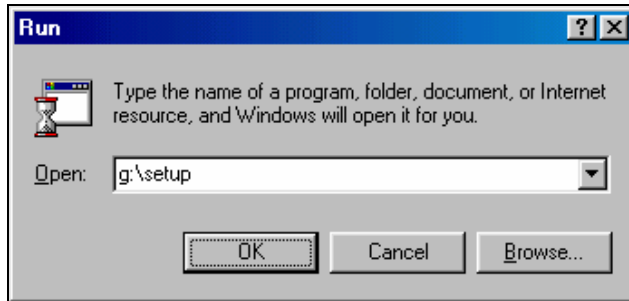 Run
Type the name of a program, folder, document, or Internet
resource, and Windows will open it for you.
Open: g:\setup
OK Cancel Browse...